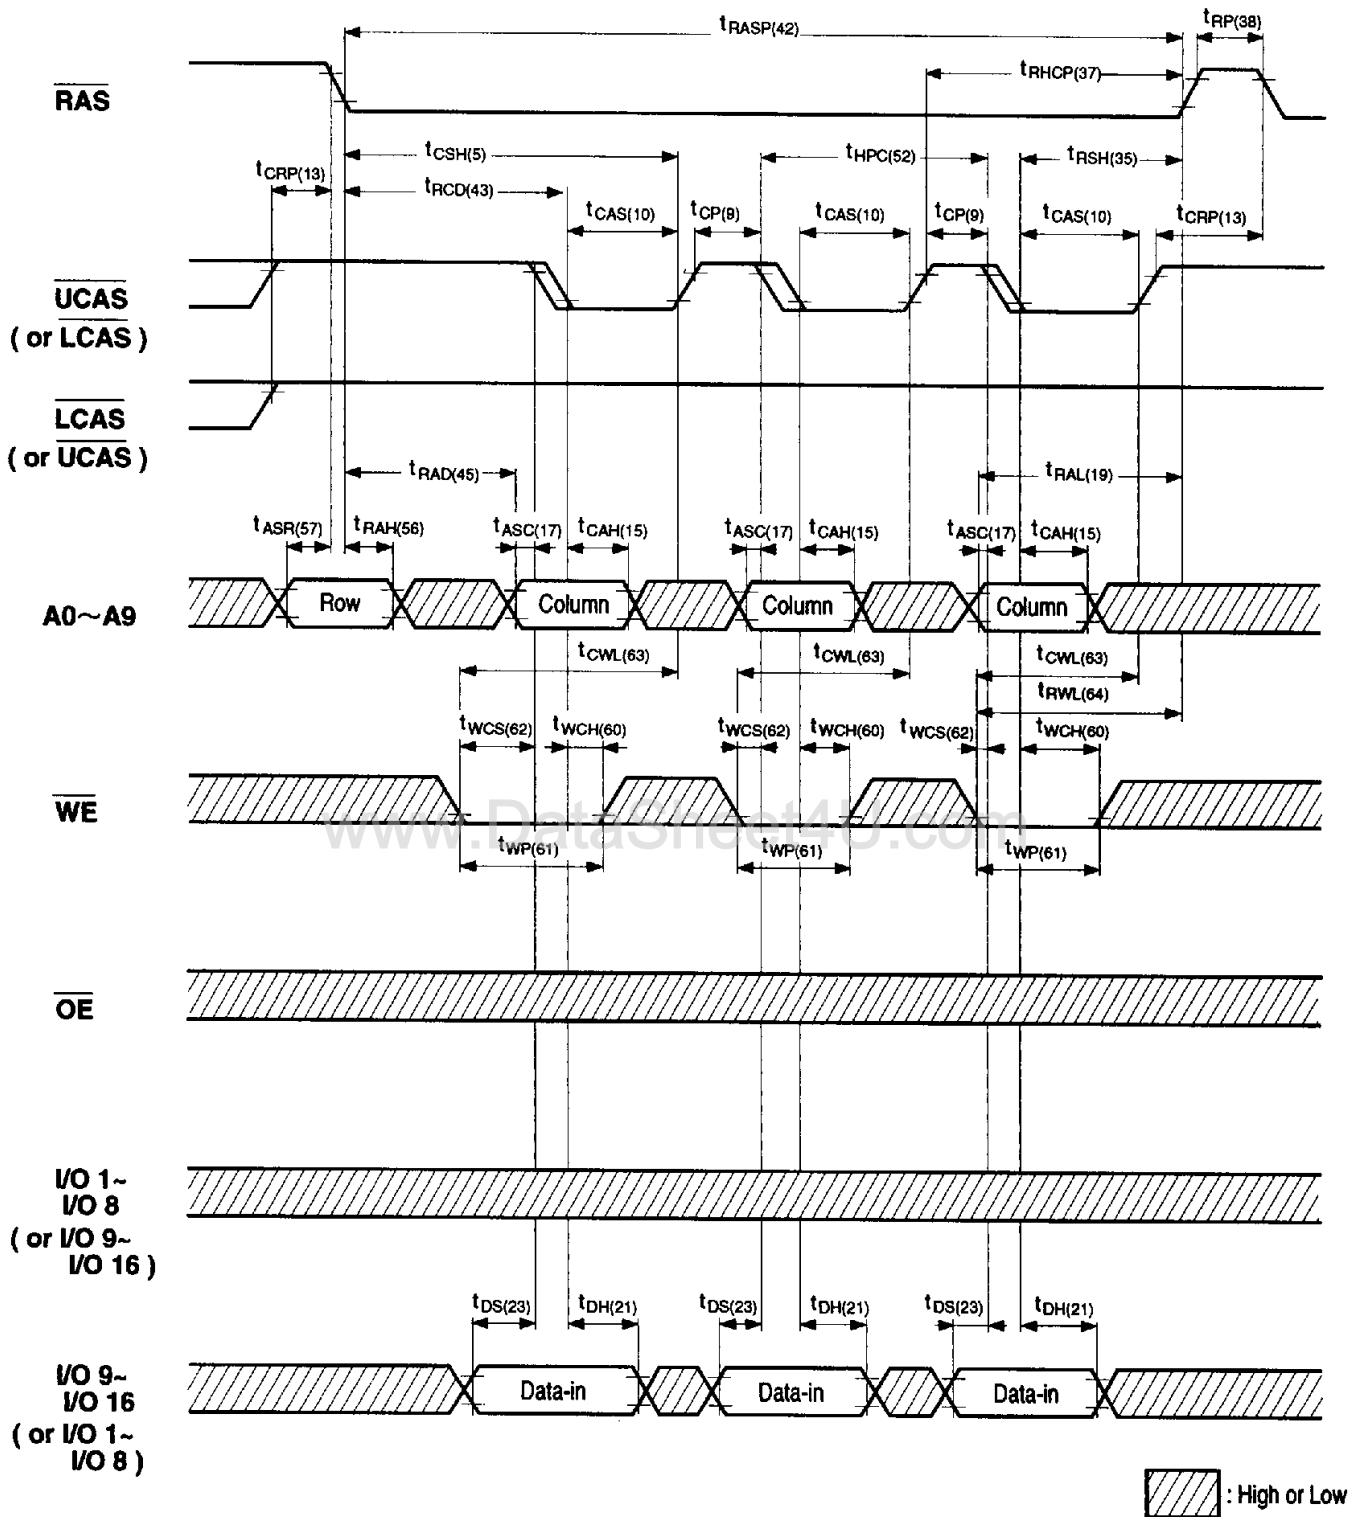 tRASP(42)
tRP(38)
tRHCP(37)
RAS
tCSH(5)
tHPC(52)
tRSH(35)
tCRP(13)
tRCD(43)
tCAS(10)
tCP(9)
tCAS(10)
tCP(9)
tCAS(10)
tCRP(13)
UCAS
( or LCAS )
LCAS
( or UCAS )
tRAD(45)
tRAL(19)
tASR(57)
tRAH(56)
tASC(17)
tCAH(15)
tASC(17)
tCAH(15)
tASC(17)
tCAH(15)
A0~A9
Row
Column
Column
Column
tCWL(63)
tCWL(63)
tCWL(63)
tRWL(64)
tWCS(62)
tWCH(60)
tWCS(62)
tWCH(60)
tWCS(62)
tWCH(60)
WE
www.DataSheet4U.com
tWP(61)
tWP(61)
tWP(61)
OE
I/O 1~
I/O 8
( or I/O 9~
I/O 16 )
tDS(23)
tDH(21)
tDS(23)
tDH(21)
tDS(23)
tDH(21)
I/O 9~
I/O 16
( or I/O 1~
I/O 8 )
Data-in
Data-in
Data-in
: High or Low